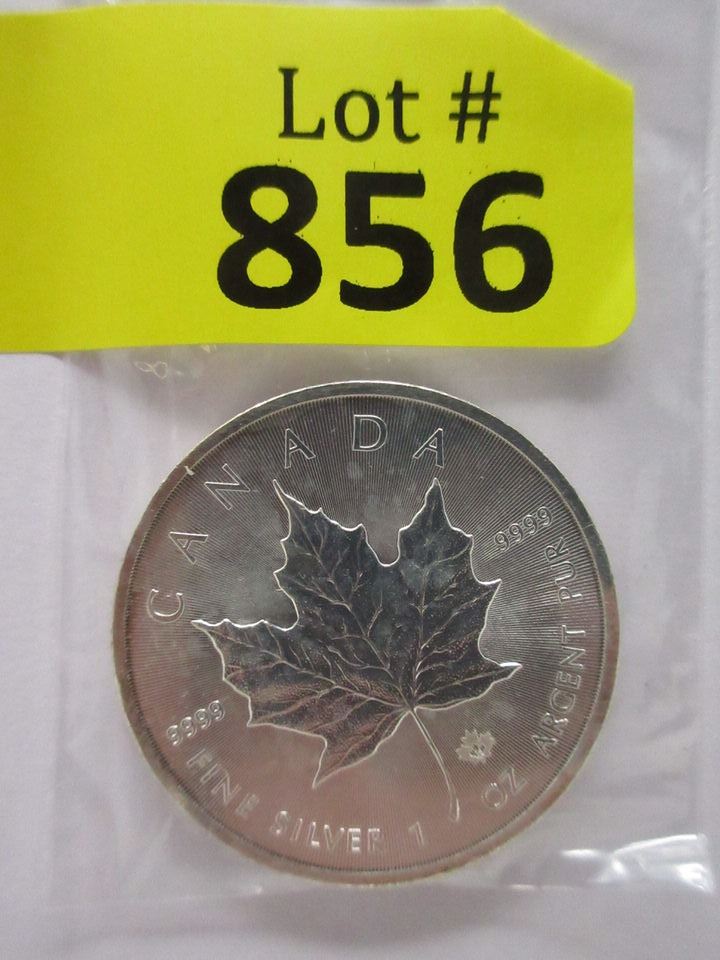 Lot #
856
CANADA
9999
9999
FINE SILVER 1 OZ ARGENT PUR